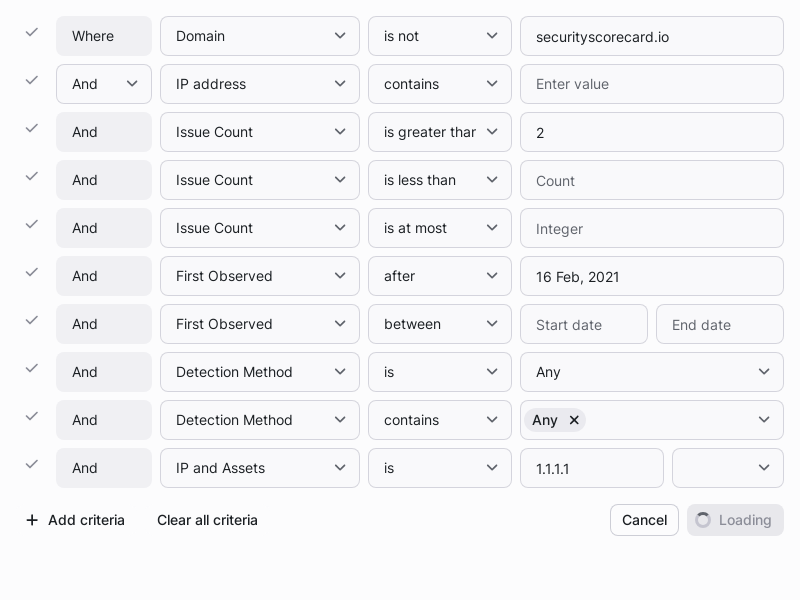 Where Domain is not securityscorecard.io
And IP address contains Enter value
And Issue Count is greater than 2
And Issue Count is less than Count
And Issue Count is at most Integer
And First Observed after 16 Feb, 2021
And First Observed between Start date End date
And Detection Method is Any
And Detection Method contains Any
And IP and Assets is 1.1.1.1
Add criteria Clear all criteria Cancel Loading